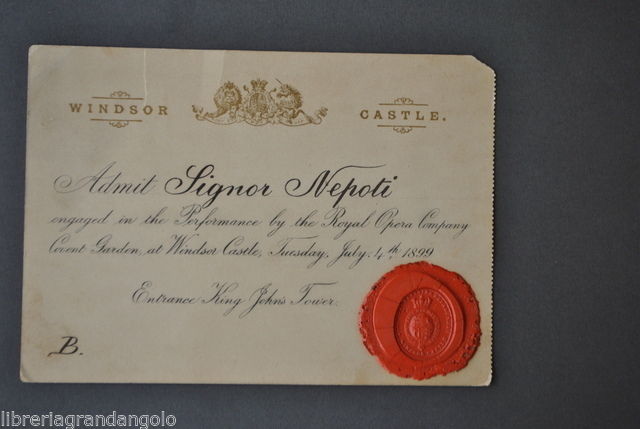 WINDSOR CASTLE.
Admit Signor Nepoti
engaged in the Performance by the Royal Opera Company
Covent Garden, at Windsor Castle, Tuesday, July 4th 1899
Entrance King John's Tower.
B.
libreriagrandangolo